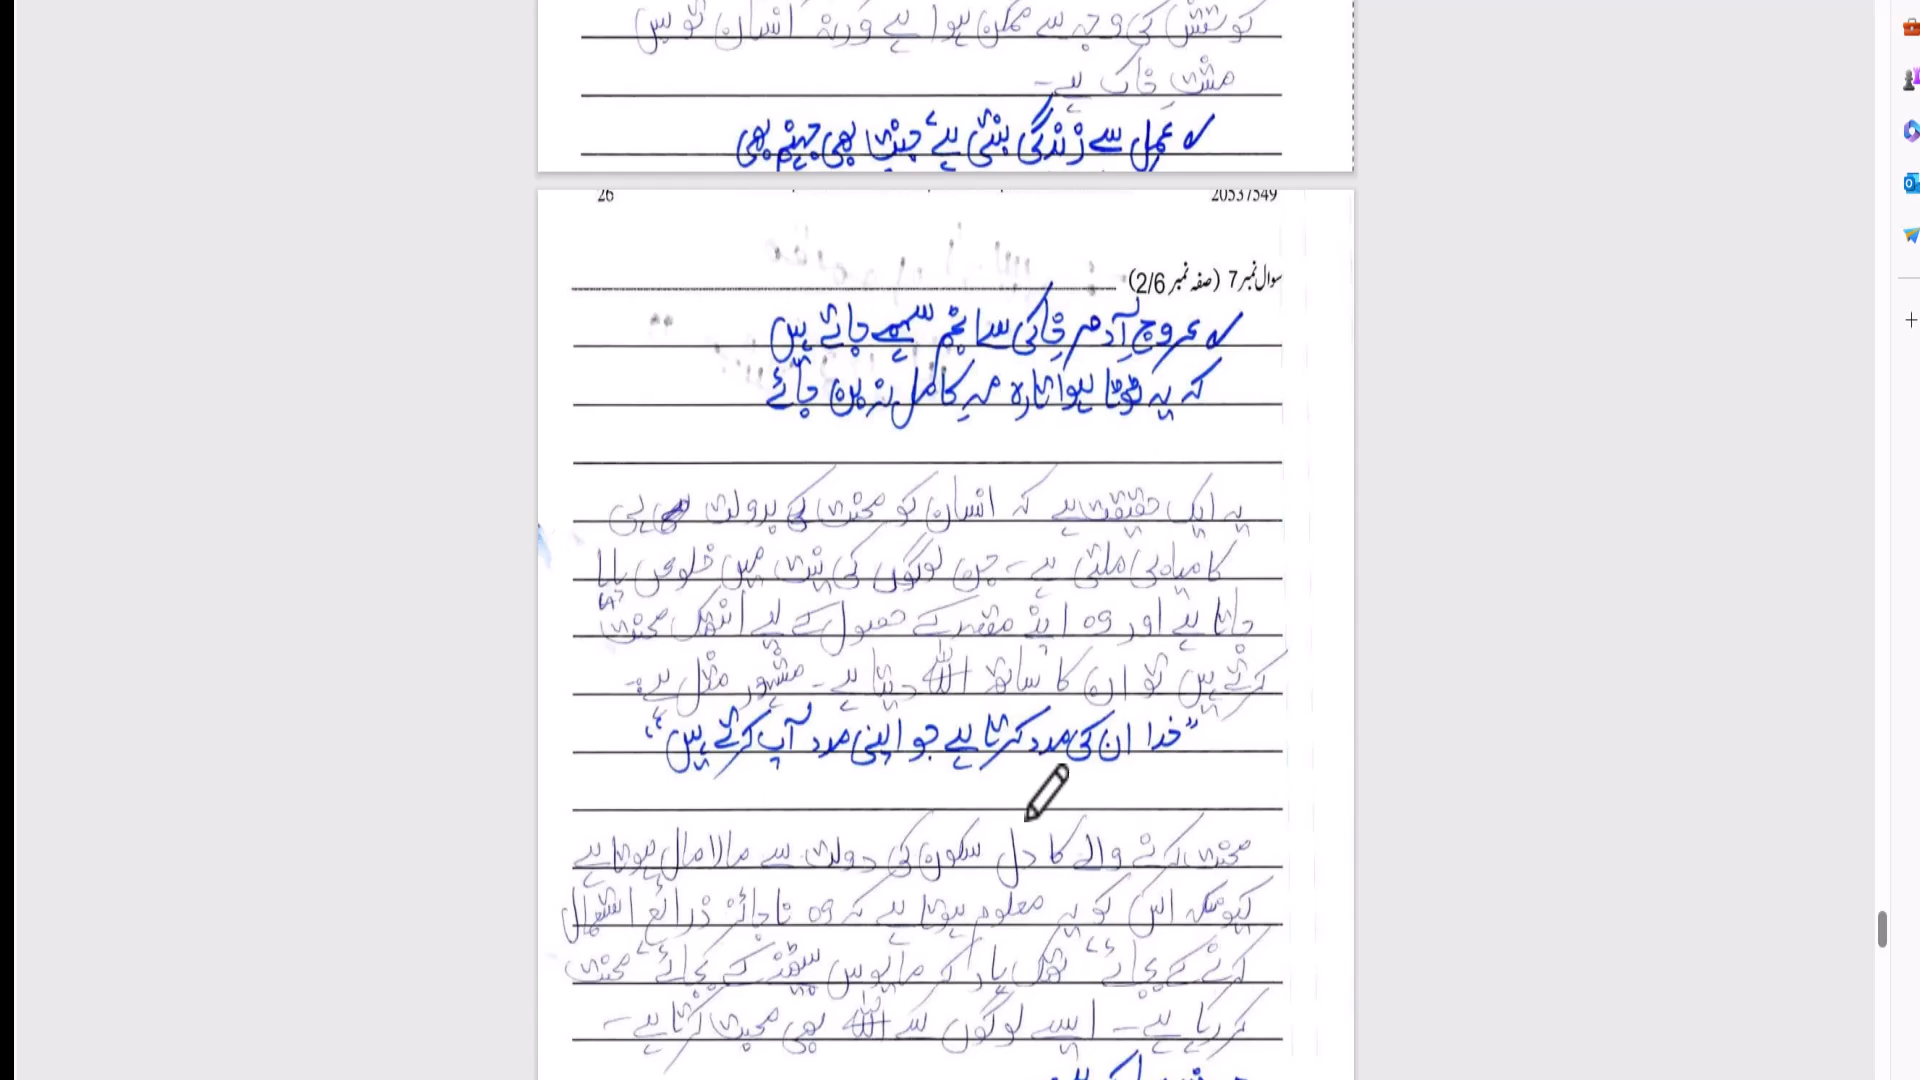 کوشش کی وجہ سے ممکن ہوا ہے ورنہ انسان تو بس
مشتِ خاک ہے۔
؎ عمل سے زندگی بنتی ہے، جنت بھی جہنم بھی
26
20537549
سوال نمبر 7 (صفہ نمبر 2/6)
؎ عروجِ آدمِ خاکی سے انجم سہمے جاتے ہیں
کہ یہ ٹوٹا ہوا تارہ مہِ کامل نہ بن جائے
یہ ایک حقیقت ہے کہ انسان کو محنت کی بدولت ہی
کامیابی ملتی ہے۔ جن لوگوں کی نیت میں خلوص پایا
جاتا ہے اور وہ اپنے مقصد کے حصول کے لیے انتھک محنت
کرتے ہیں تو ان کا ساتھ اللہ دیتا ہے۔ مشہور مثل ہے:-
"خدا ان کی مدد کرتا ہے جو اپنی مدد آپ کرتے ہیں"
محنت کرنے والے کا دل سکون کی دولت سے مالامال ہوتا ہے
کیونکہ اس کو یہ معلوم ہوتا ہے کہ وہ ناجائز ذرائع استعمال
کرنے کے بجائے، تھک ہار کر مایوس بیٹھنے کے بجائے، محنت
کر رہا ہے۔ ایسے لوگوں سے اللہ بھی محبت کرتا ہے۔